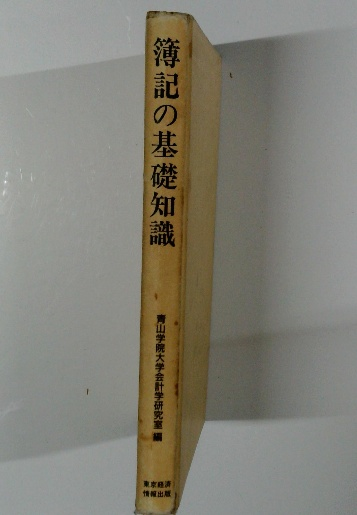 簿記の基礎知識
青山学院大学会計学研究室 編
東京経済
情報出版